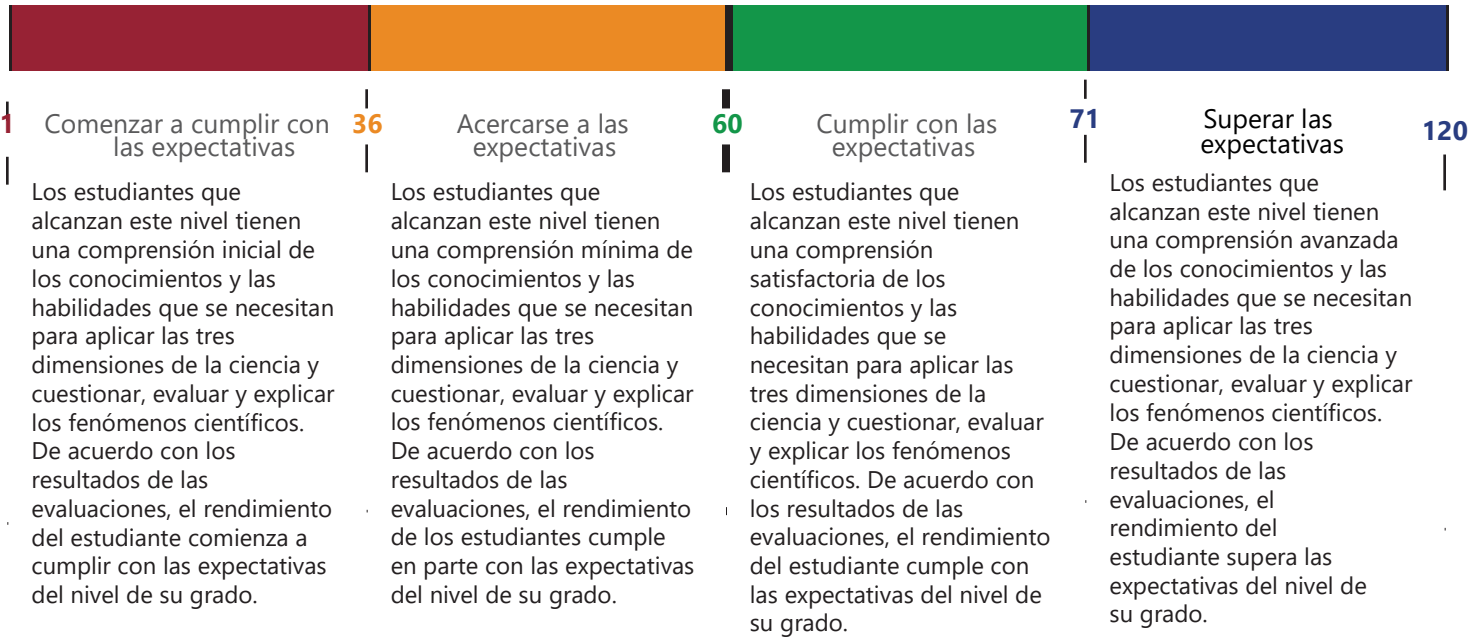 1
Comenzar a cumplir con
las expectativas
36
Acercarse a las
expectativas
60
Cumplir con las
expectativas
71
Superar las
expectativas
120
Los estudiantes que
alcanzan este nivel tienen
una comprensión inicial de
los conocimientos y las
habilidades que se necesitan
para aplicar las tres
dimensiones de la ciencia y
cuestionar, evaluar y explicar
los fenómenos científicos.
De acuerdo con los
resultados de las
evaluaciones, el rendimiento
del estudiante comienza a
cumplir con las expectativas
del nivel de su grado.
Los estudiantes que
alcanzan este nivel tienen
una comprensión mínima de
los conocimientos y las
habilidades que se necesitan
para aplicar las tres
dimensiones de la ciencia y
cuestionar, evaluar y explicar
los fenómenos científicos.
De acuerdo con los
resultados de las
evaluaciones, el rendimiento
de los estudiantes cumple
en parte con las expectativas
del nivel de su grado.
Los estudiantes que
alcanzan este nivel tienen
una comprensión
satisfactoria de los
conocimientos y las
habilidades que se
necesitan para aplicar las
tres dimensiones de la
ciencia y cuestionar, evaluar
y explicar los fenómenos
científicos. De acuerdo con
los resultados de las
evaluaciones, el rendimiento
del estudiante cumple con
las expectativas del nivel de
su grado.
Los estudiantes que
alcanzan este nivel tienen
una comprensión avanzada
de los conocimientos y las
habilidades que se necesitan
para aplicar las tres
dimensiones de la ciencia y
cuestionar, evaluar y explicar
los fenómenos científicos.
De acuerdo con los
resultados de las
evaluaciones, el
rendimiento del
estudiante supera las
expectativas del nivel de
su grado.